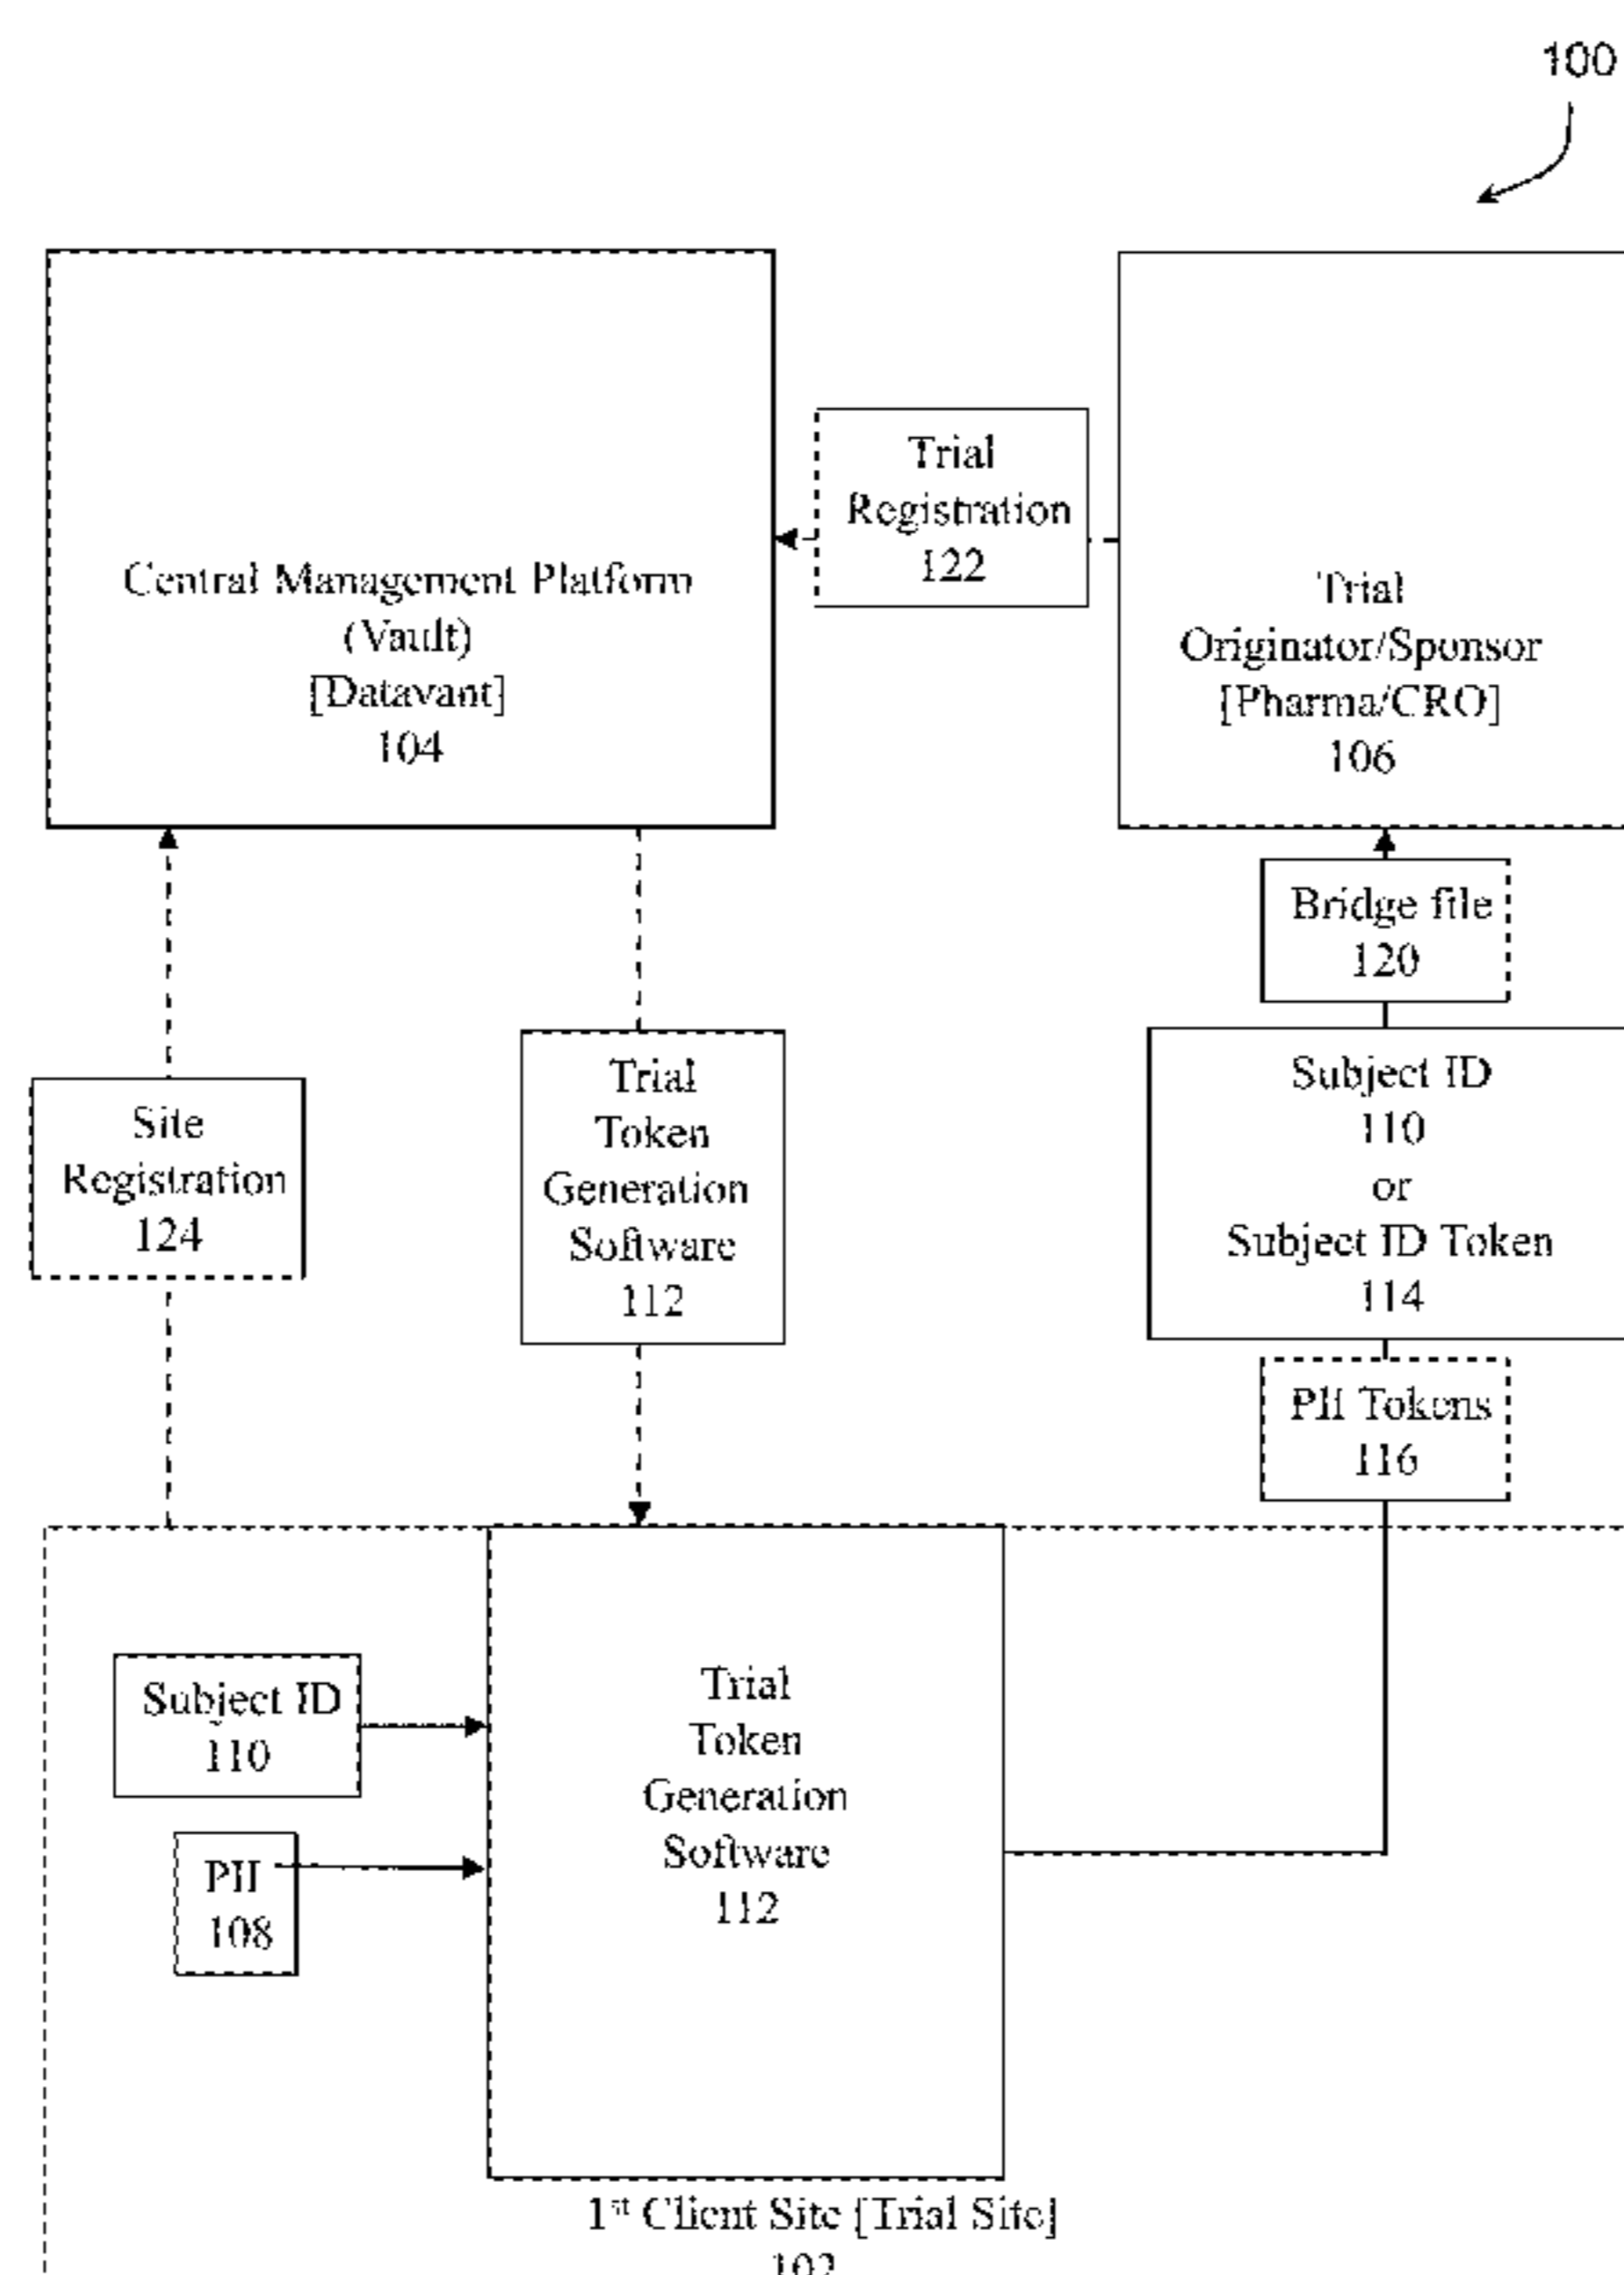 100
Trial
Registration
122
Central Management Platform
(Vault)
[Datavant]
104
Trial
Originator/Sponsor
[Pharma/CRO]
106
Bridge file
120
Subject ID
110
or
Subject ID Token
114
PII Tokens
116
Site
Registration
124
Trial
Token
Generation
Software
112
Subject ID
110
PII
108
Trial
Token
Generation
Software
112
1st Client Site [Trial Site]
102